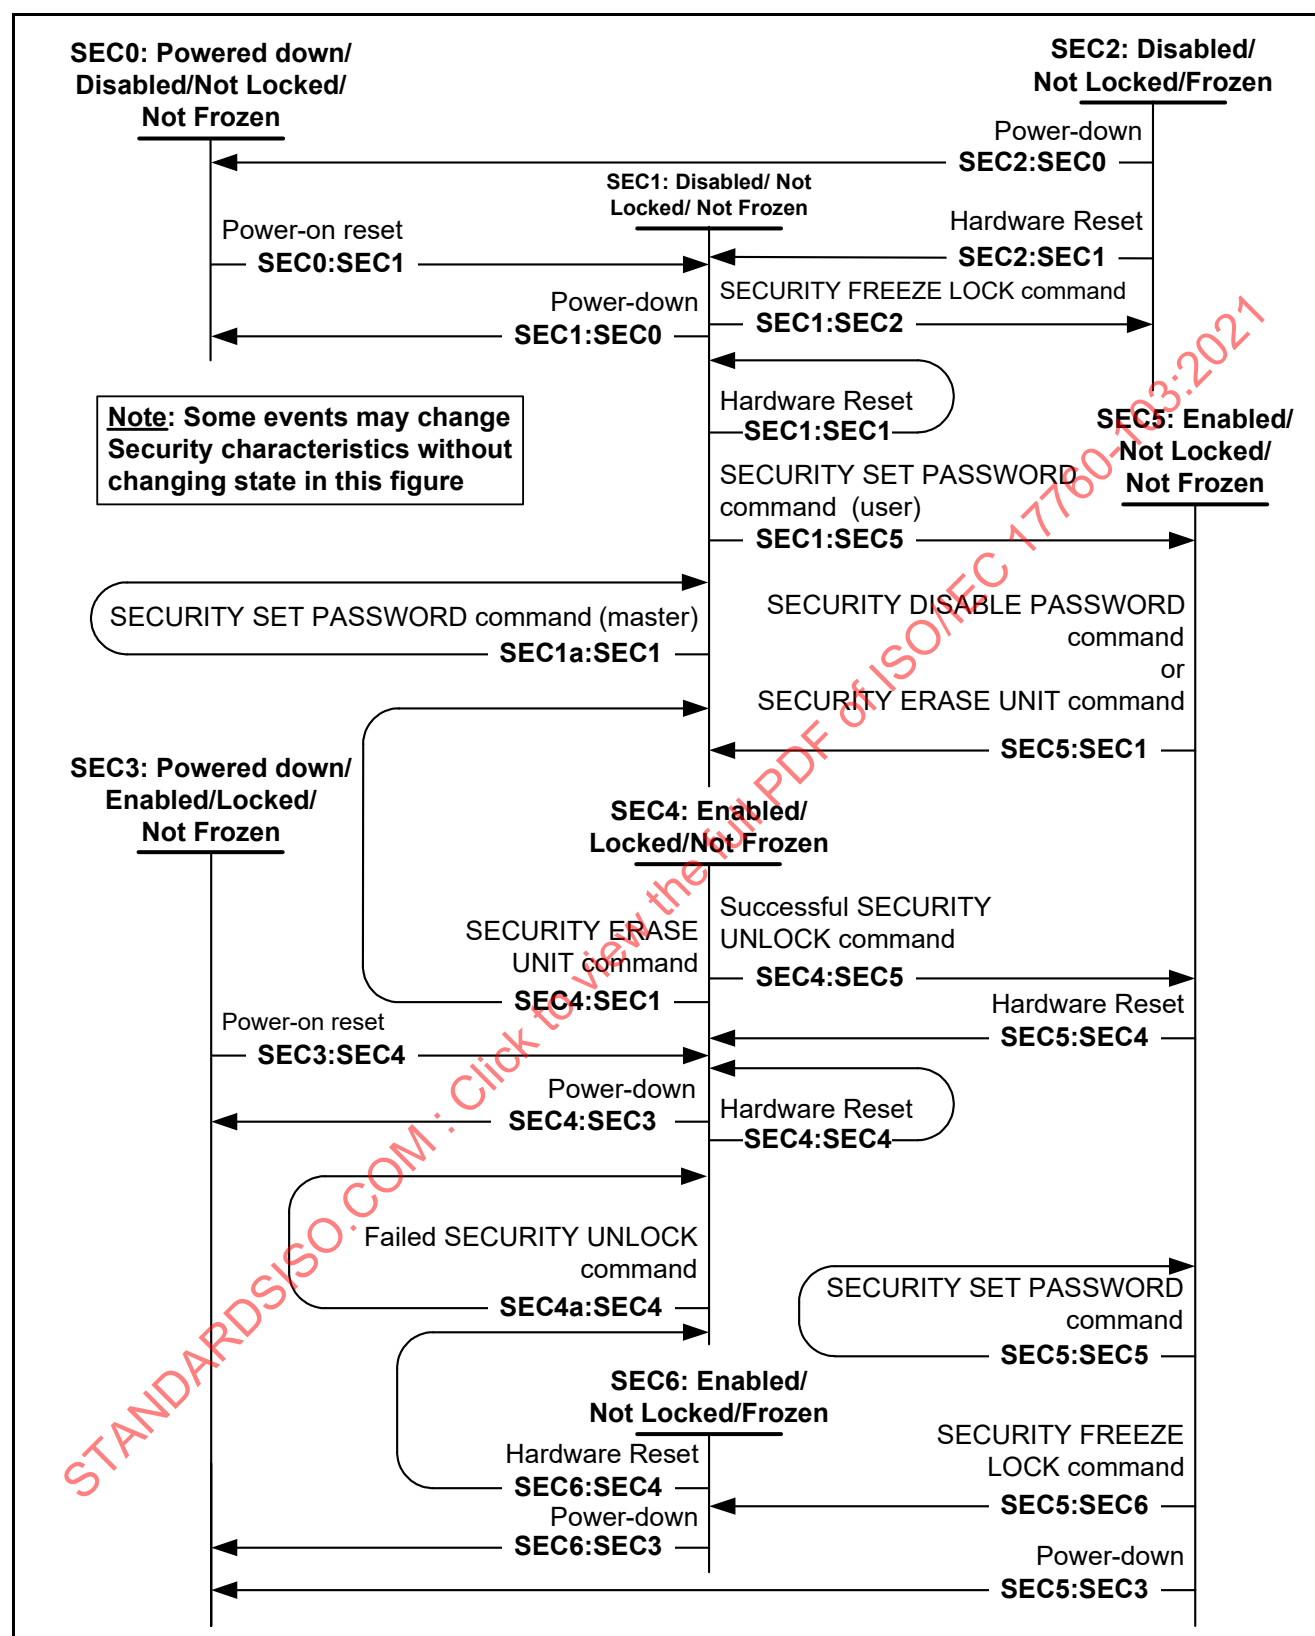 SEC0: Powered down/
Disabled/Not Locked/
Not Frozen
SEC2: Disabled/
Not Locked/Frozen
Power-down
SEC2:SEC0
SEC1: Disabled/ Not
Locked/ Not Frozen
Hardware Reset
SEC2:SEC1
Power-on reset
SEC0:SEC1
Power-down
SEC1:SEC0
SECURITY FREEZE LOCK command
SEC1:SEC2
Hardware Reset
SEC1:SEC1
Note: Some events may change
Security characteristics without
changing state in this figure
SEC5: Enabled/
Not Locked/
Not Frozen
SECURITY SET PASSWORD
command (user)
SEC1:SEC5
SECURITY SET PASSWORD command (master)
SEC1a:SEC1
SECURITY DISABLE PASSWORD
command
or
SECURITY ERASE UNIT command
SEC5:SEC1
SEC3: Powered down/
Enabled/Locked/
Not Frozen
SEC4: Enabled/
Locked/Not Frozen
SECURITY ERASE
UNIT command
SEC4:SEC1
Successful SECURITY
UNLOCK command
SEC4:SEC5
Hardware Reset
SEC5:SEC4
Power-on reset
SEC3:SEC4
Power-down
SEC4:SEC3
Hardware Reset
SEC4:SEC4
Failed SECURITY UNLOCK
command
SEC4a:SEC4
SECURITY SET PASSWORD
command
SEC5:SEC5
SEC6: Enabled/
Not Locked/Frozen
Hardware Reset
SEC6:SEC4
Power-down
SEC6:SEC3
SECURITY FREEZE
LOCK command
SEC5:SEC6
Power-down
SEC5:SEC3
STANDARDSISO.COM : Click to view the full PDF of ISO/IEC 17760-103:2021